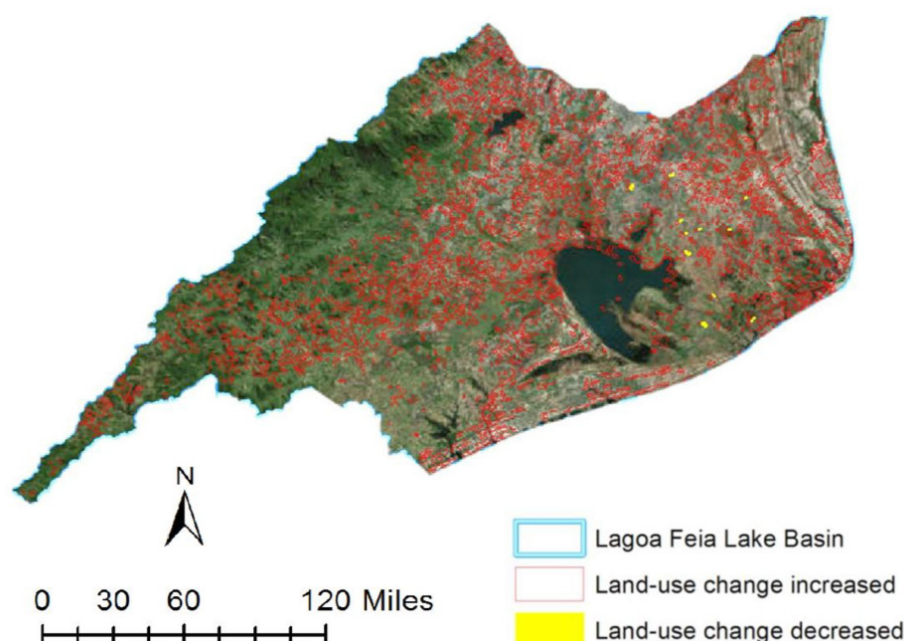 N
0 30 60 120 Miles
Lagoa Feia Lake Basin
Land-use change increased
Land-use change decreased